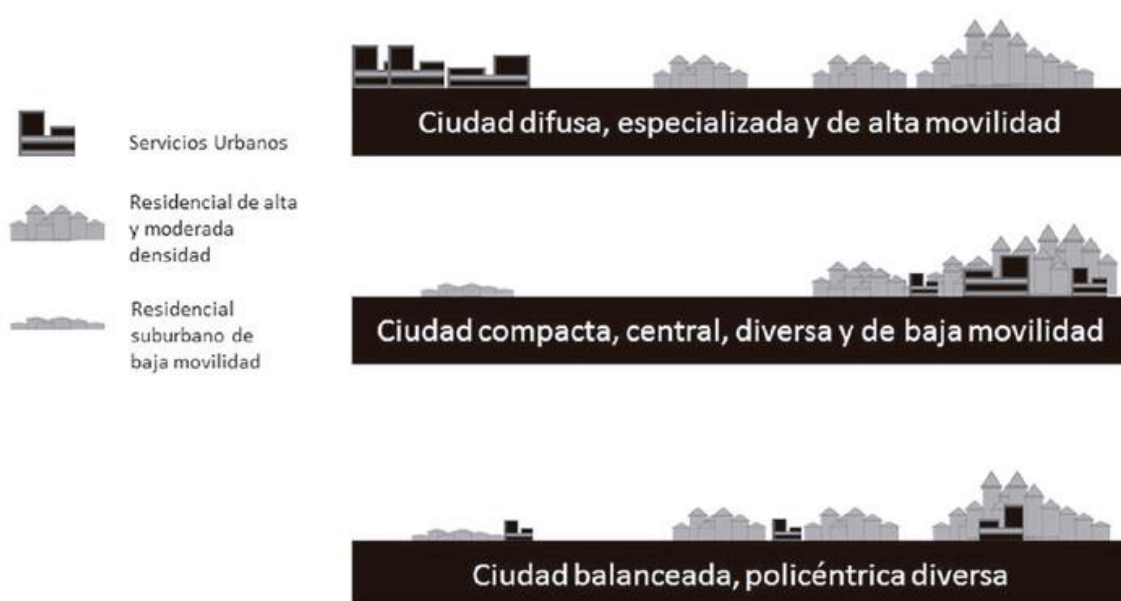 Ciudad difusa, especializada y de alta movilidad
Servicios Urbanos
Residencial de alta
y moderada
densidad
Residencial
suburbano de
baja movilidad
Ciudad compacta, central, diversa y de baja movilidad
Ciudad balanceada, policéntrica diversa